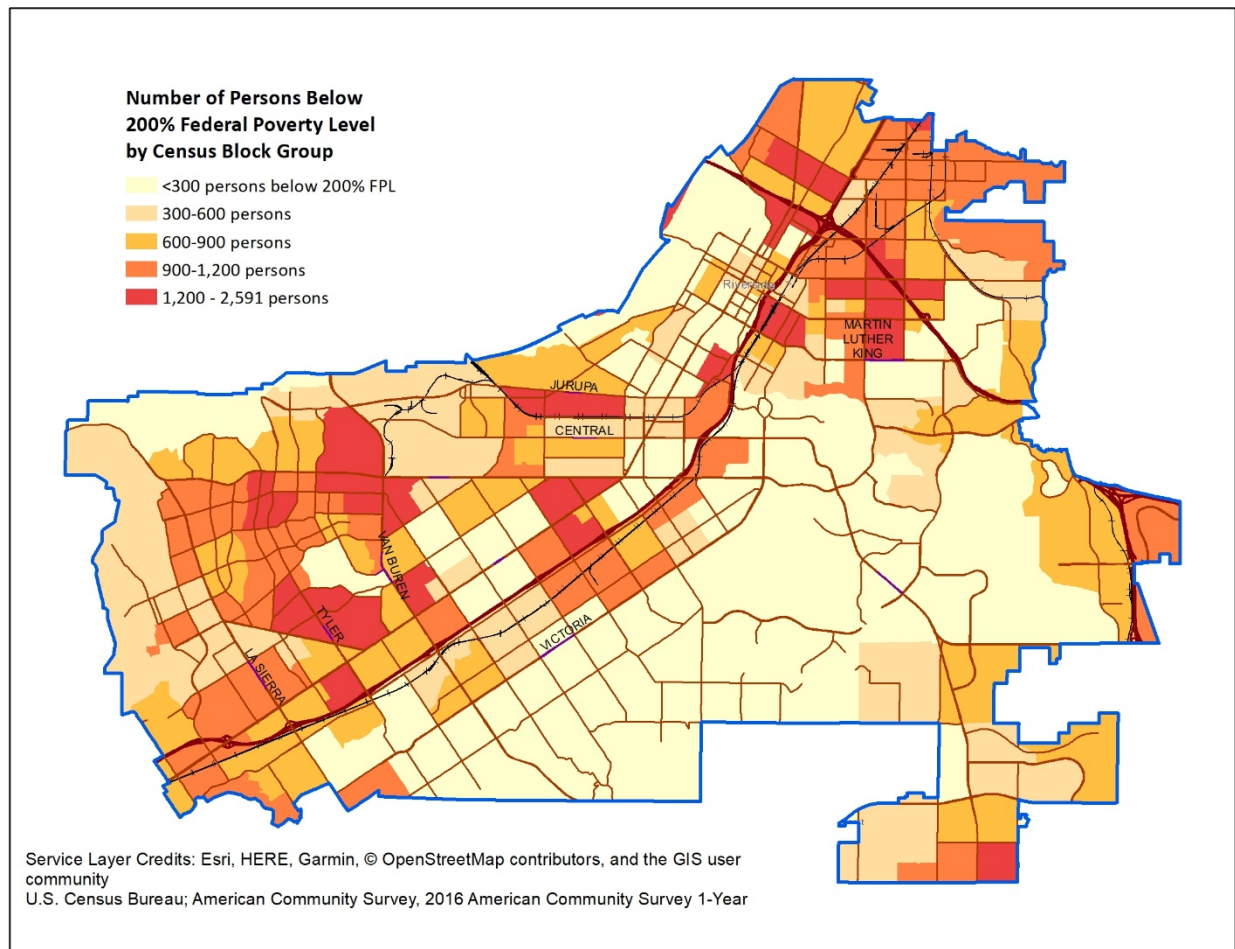 Number of Persons Below
200% Federal Poverty Level
by Census Block Group
<300 persons below 200% FPL
300-600 persons
600-900 persons
900-1,200 persons
1,200 - 2,591 persons
Riverside
MARTIN
LUTHER
KING
JURUPA
CENTRAL
VAN BUREN
TYLER
VICTORIA
LA SIERRA
Service Layer Credits: Esri, HERE, Garmin, © OpenStreetMap contributors, and the GIS user
community
U.S. Census Bureau; American Community Survey, 2016 American Community Survey 1-Year